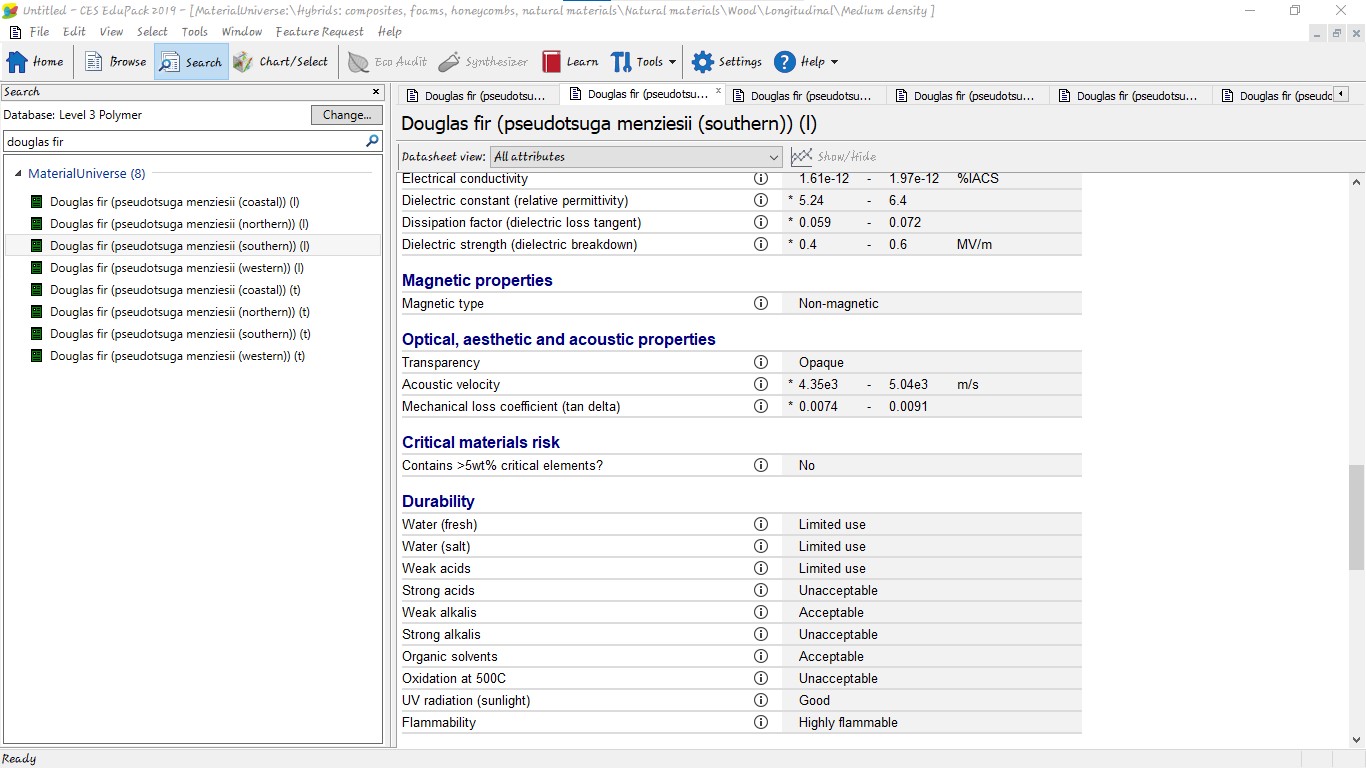 Untitled - CES EduPack 2019 - [MaterialUniverse:\Hybrids: composites, foams, honeycombs, natural materials\Natural materials\Wood\Longitudinal\Medium density ]
File Edit View Select Tools Window Feature Request Help
Home Browse Search Chart/Select Eco Audit Synthesizer Learn Tools Settings Help
Search
Database: Level 3 Polymer Change...
douglas fir
MaterialUniverse (8)
Douglas fir (pseudotsuga menziesii (coastal)) (l)
Douglas fir (pseudotsuga menziesii (northern)) (l)
Douglas fir (pseudotsuga menziesii (southern)) (l)
Douglas fir (pseudotsuga menziesii (western)) (l)
Douglas fir (pseudotsuga menziesii (coastal)) (t)
Douglas fir (pseudotsuga menziesii (northern)) (t)
Douglas fir (pseudotsuga menziesii (southern)) (t)
Douglas fir (pseudotsuga menziesii (western)) (t)
Douglas fir (pseudotsu... Douglas fir (pseudotsu... Douglas fir (pseudotsu... Douglas fir (pseudotsu... Douglas fir (pseudotsu... Douglas fir (pseudc
Douglas fir (pseudotsuga menziesii (southern)) (l)
Datasheet view: All attributes Show/Hide
Electrical conductivity 1.61e-12 - 1.97e-12 %IACS
Dielectric constant (relative permittivity) * 5.24 - 6.4
Dissipation factor (dielectric loss tangent) * 0.059 - 0.072
Dielectric strength (dielectric breakdown) * 0.4 - 0.6 MV/m
Magnetic properties
Magnetic type Non-magnetic
Optical, aesthetic and acoustic properties
Transparency Opaque
Acoustic velocity * 4.35e3 - 5.04e3 m/s
Mechanical loss coefficient (tan delta) * 0.0074 - 0.0091
Critical materials risk
Contains >5wt% critical elements? No
Durability
Water (fresh) Limited use
Water (salt) Limited use
Weak acids Limited use
Strong acids Unacceptable
Weak alkalis Acceptable
Strong alkalis Unacceptable
Organic solvents Acceptable
Oxidation at 500C Unacceptable
UV radiation (sunlight) Good
Flammability Highly flammable
Ready